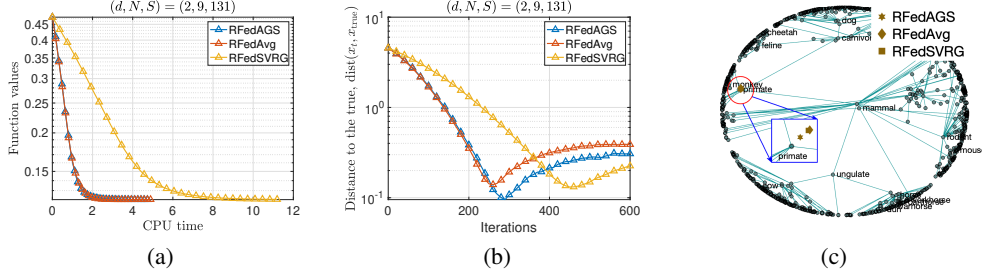 (d, N, S) = (2, 9, 131)
RFedAGS
RFedAvg
RFedSVRG
Function values
0.45
0.4
0.35
0.3
0.25
0.2
0.15
0 2 4 6 8 10 12
CPU time
(a)
(d, N, S) = (2, 9, 131)
RFedAGS
RFedAvg
RFedSVRG
Distance to the true, dist(x_t, x_true)
10^1
10^0
10^-1
0 200 400 600
Iterations
(b)
RFedAGS
RFedAvg
RFedSVRG
dog
cheetah
carnivor
feline
monkey
primate
mammal
rodent
mouse
primate
ungulate
(c)